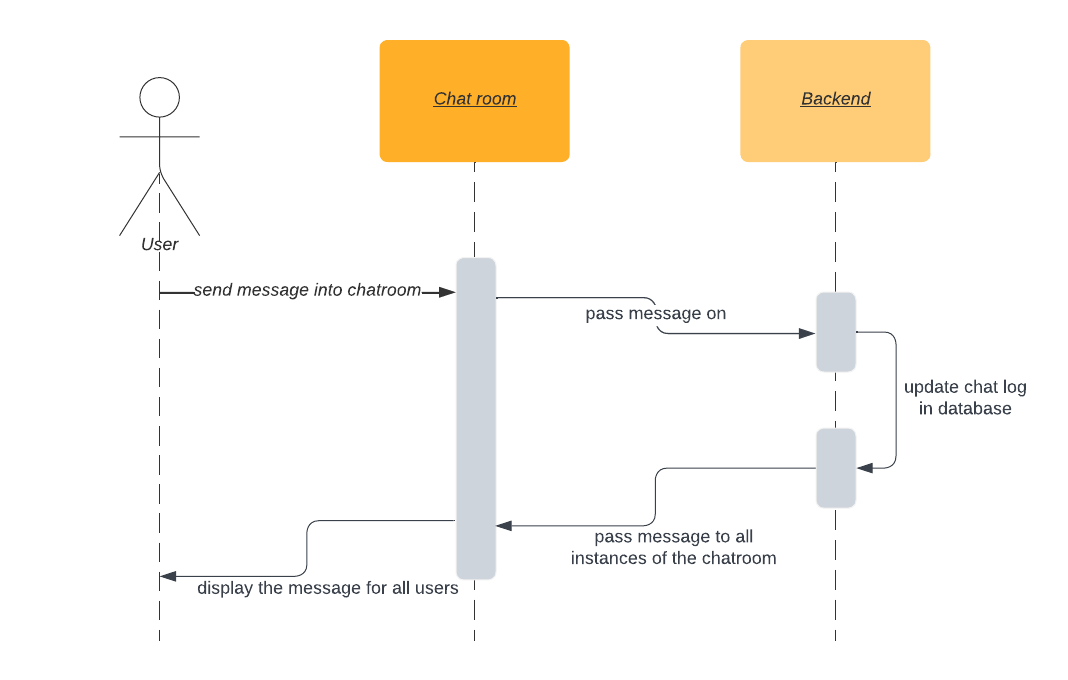 Chat room
Backend
User
send message into chatroom
pass message on
update chat log
in database
pass message to all
instances of the chatroom
display the message for all users